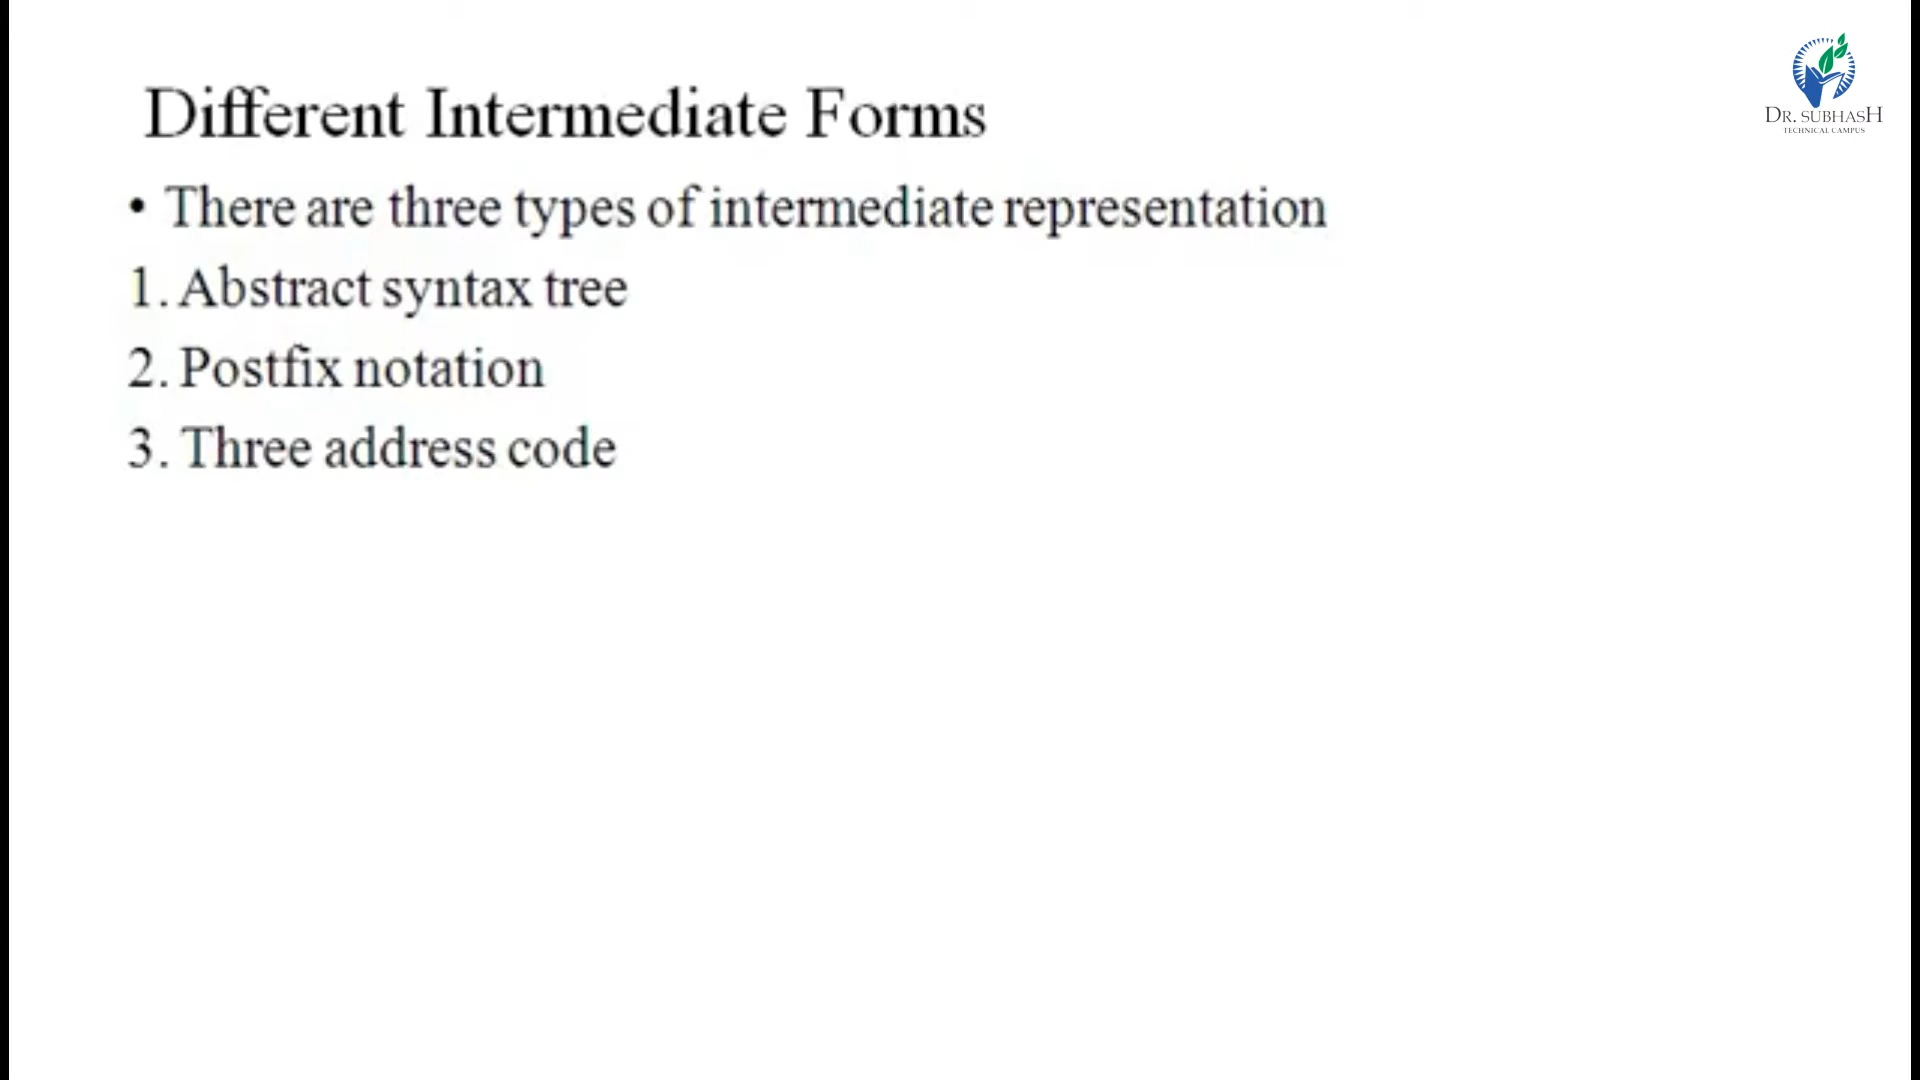 DR. SUBHASH
TECHNICAL CAMPUS
Different Intermediate Forms
• There are three types of intermediate representation
1. Abstract syntax tree
2. Postfix notation
3. Three address code